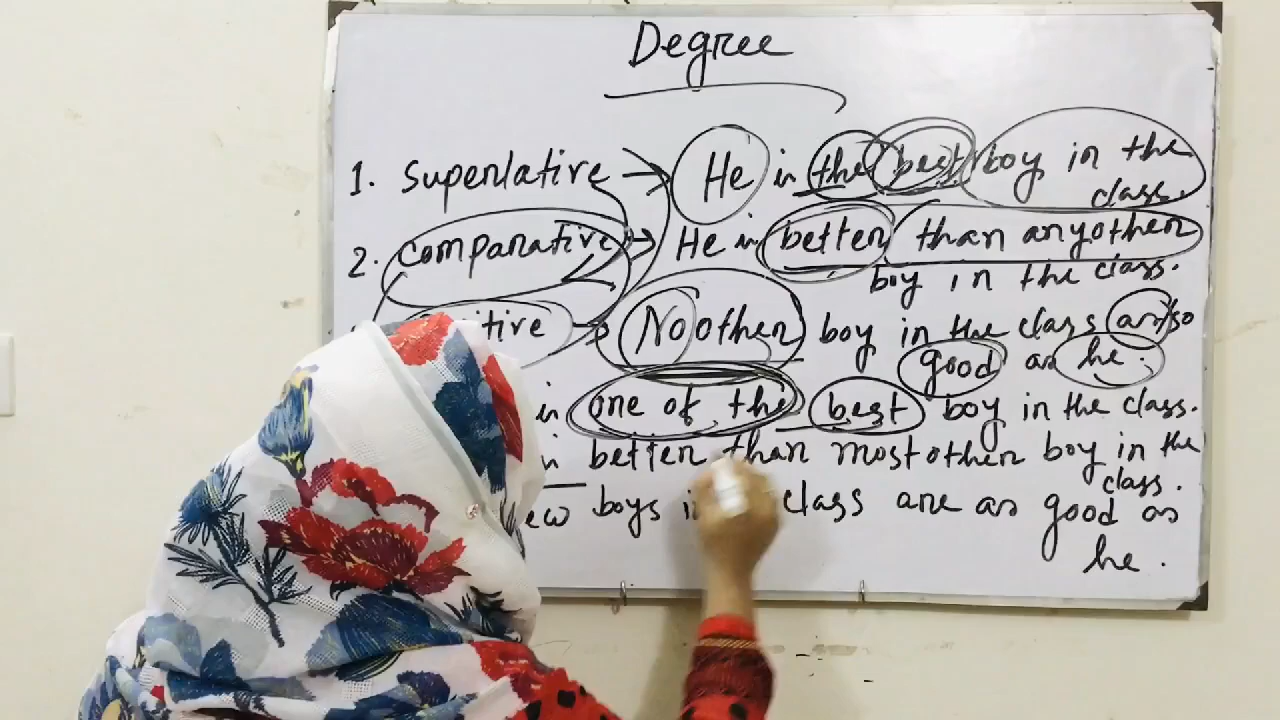 Degree
1. Superlative → He is the best boy in the
class.
2. comparative → He is better than any other
boy in the class.
itive → No other boy in the class as/so
good as he.
is one of the best boy in the class.
better than most other boy in the
class.
ew boys in class are as good as
he.